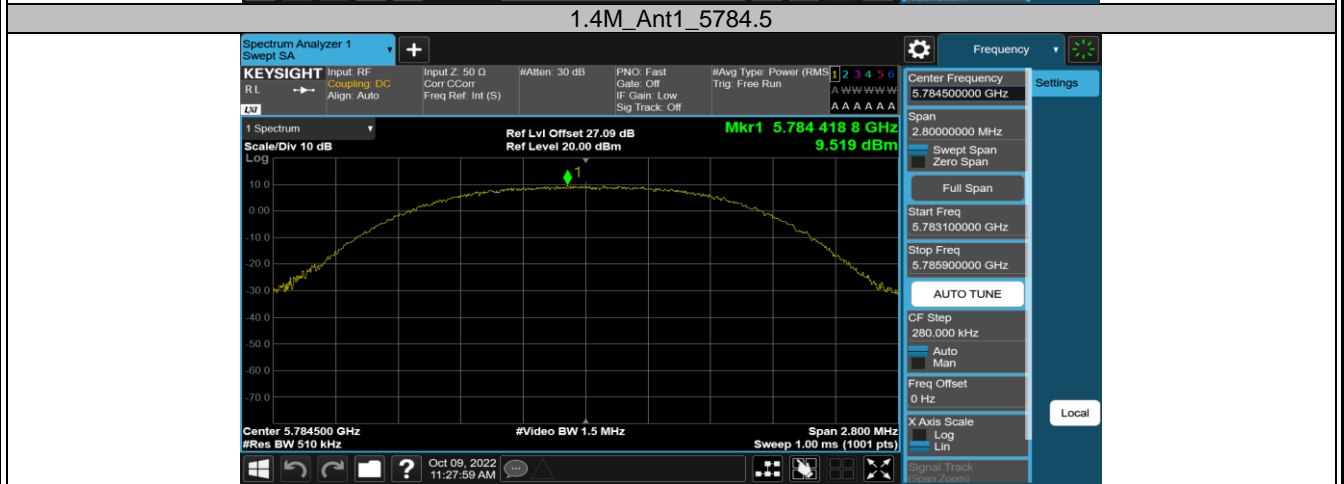 1.4M_Ant1_5784.5
Spectrum Analyzer 1
Swept SA
Frequency
KEYSIGHT
Input: RF
Input Z: 50 Ω
#Atten: 30 dB
PNO: Fast
#Avg Type: Power (RMS
1 2 3 4 5 6
RL
Coupling: DC
Corr CCorr
Gate: Off
Trig: Free Run
A W W W W W
Align: Auto
Freq Ref: Int (S)
IF Gain: Low
LXI
Sig Track: Off
A A A A A A
Center Frequency
5.784500000 GHz
Settings
1 Spectrum
Ref Lvl Offset 27.09 dB
Mkr1 5.784 418 8 GHz
Scale/Div 10 dB
Ref Level 20.00 dBm
9.519 dBm
Log
1
10.0
0.00
-10.0
-20.0
-30.0
-40.0
-50.0
-60.0
-70.0
Center 5.784500 GHz
#Video BW 1.5 MHz
Span 2.800 MHz
#Res BW 510 kHz
Sweep 1.00 ms (1001 pts)
Span
2.80000000 MHz
Swept Span
Zero Span
Full Span
Start Freq
5.783100000 GHz
Stop Freq
5.785900000 GHz
AUTO TUNE
CF Step
280.000 kHz
Auto
Man
Freq Offset
0 Hz
Local
X Axis Scale
Log
Lin
Signal Track
(Span Zoom)
?
Oct 09, 2022
11:27:59 AM